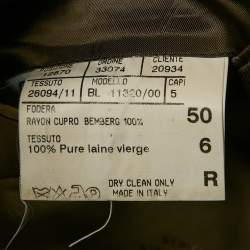 ORDINE CLIENTE
12570 33074 20934
TESSUTO MODELLO CAPI
26094/11 BL 11320/00 5
FODERA
RAYON CUPRO BEMBERG 100% 50
TESSUTO 6
100% Pure laine vierge
R
DRY CLEAN ONLY
MADE IN ITALY